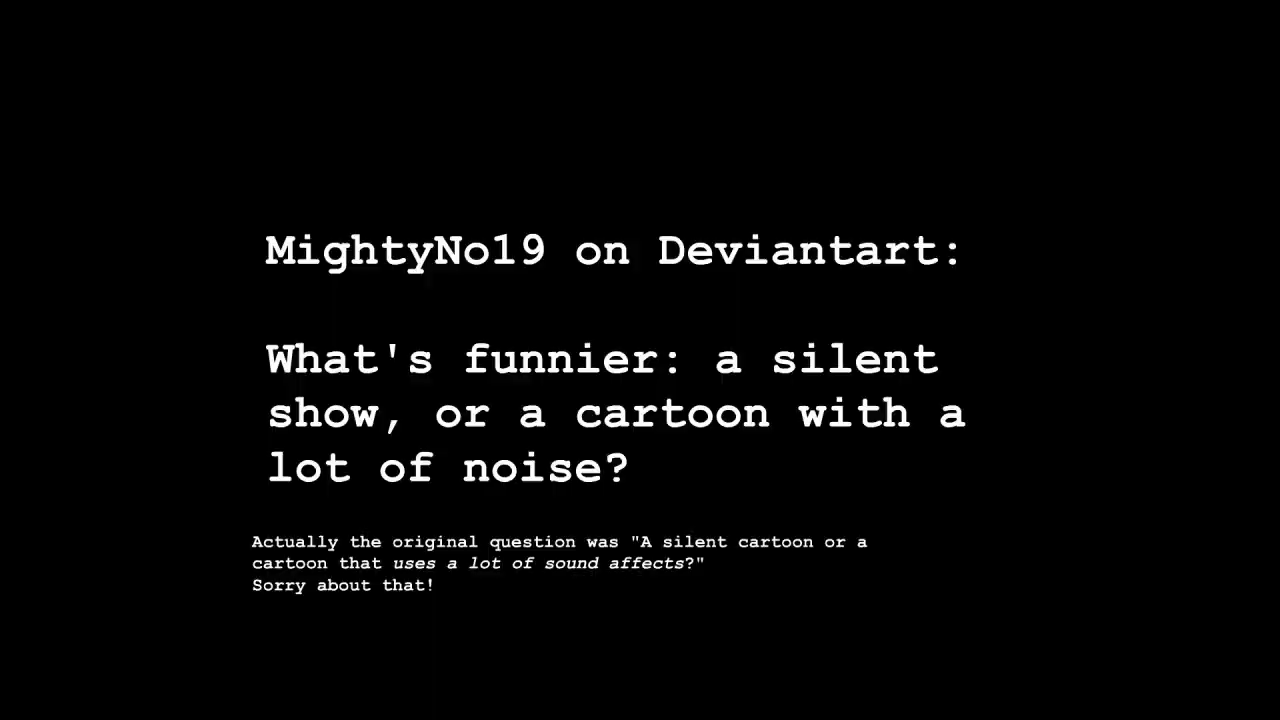 MightyNo19 on Deviantart:
What's funnier: a silent
show, or a cartoon with a
lot of noise?
Actually the original question was "A silent cartoon or a
cartoon that uses a lot of sound affects?"
Sorry about that!